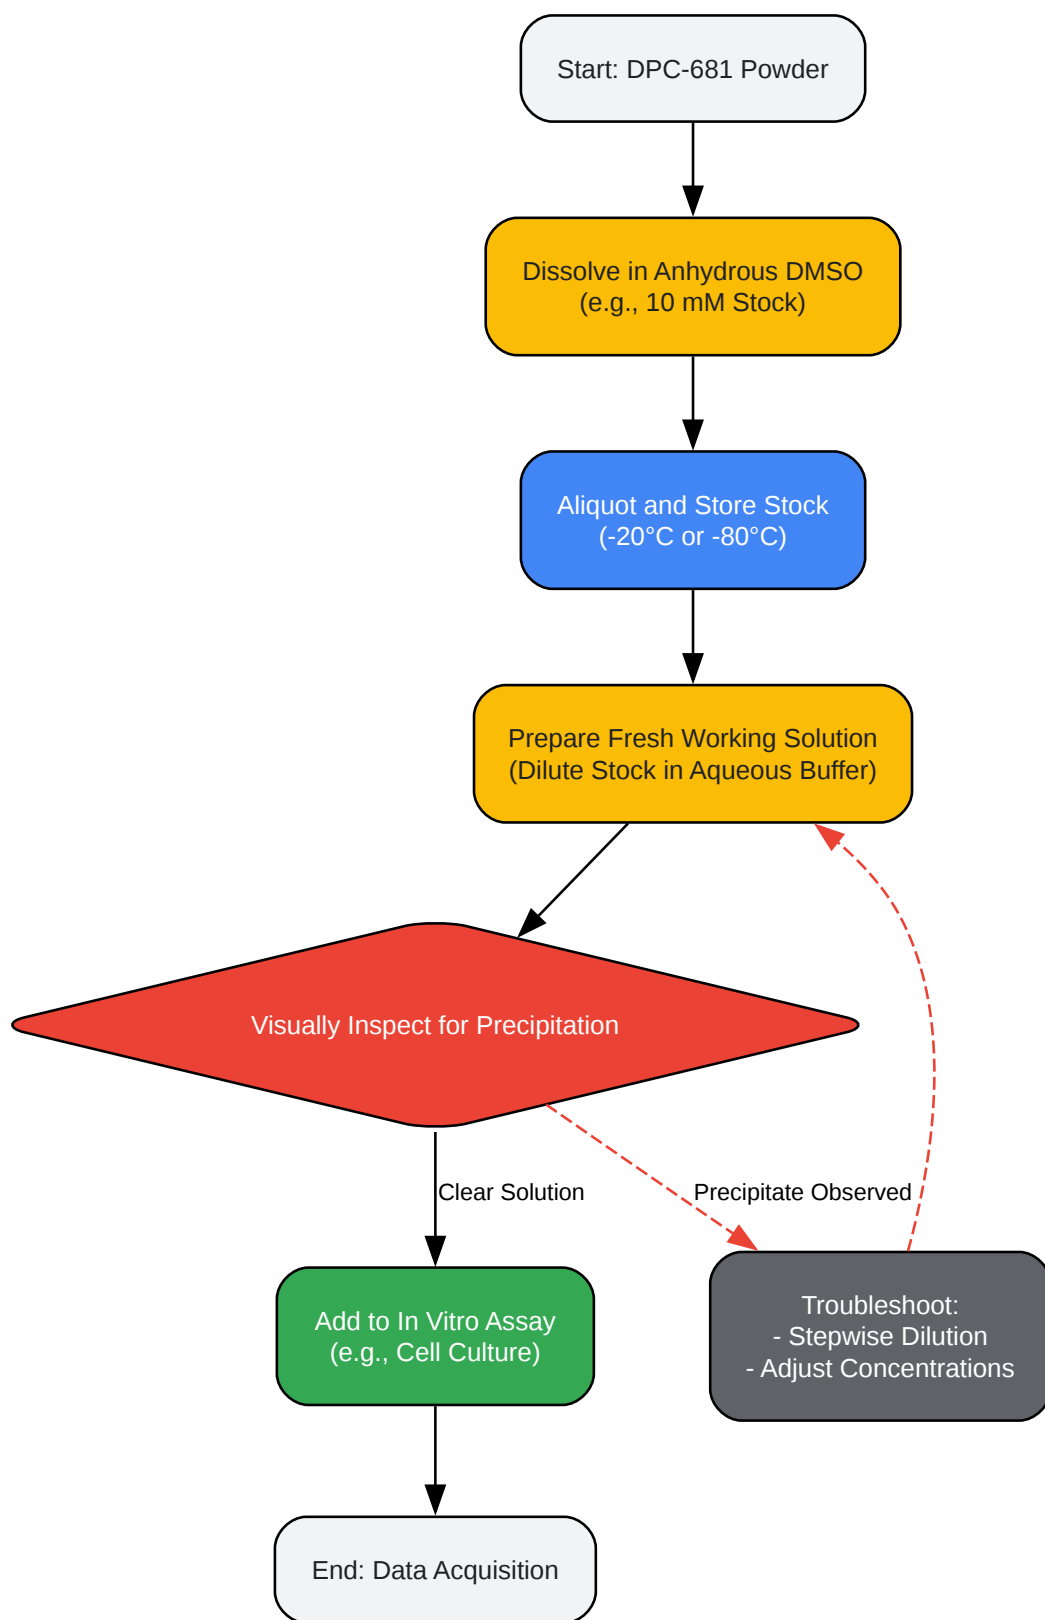 Start: DPC-681 Powder
Dissolve in Anhydrous DMSO
(e.g., 10 mM Stock)
Aliquot and Store Stock
(-20°C or -80°C)
Prepare Fresh Working Solution
(Dilute Stock in Aqueous Buffer)
Visually Inspect for Precipitation
Clear Solution
Precipitate Observed
Add to In Vitro Assay
(e.g., Cell Culture)
Troubleshoot:
- Stepwise Dilution
- Adjust Concentrations
End: Data Acquisition